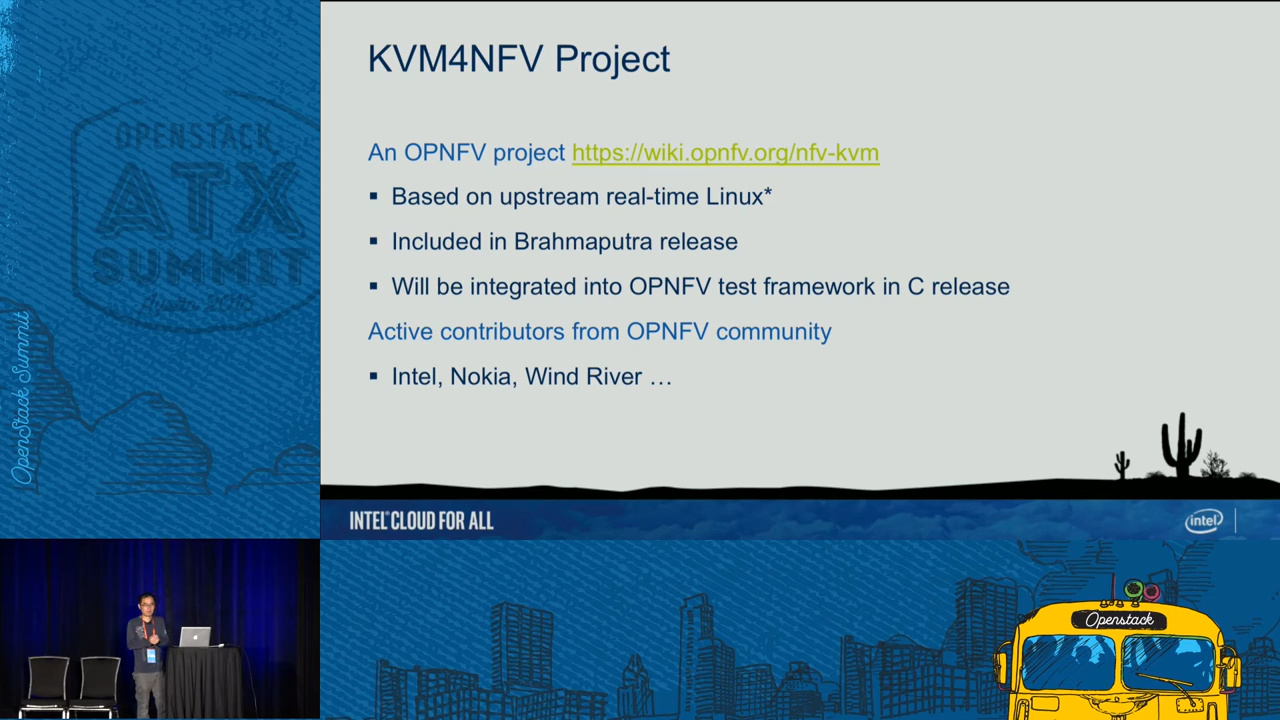 KVM4NFV Project
An OPNFV project https://wiki.opnfv.org/nfv-kvm
▪ Based on upstream real-time Linux*
▪ Included in Brahmaputra release
▪ Will be integrated into OPNFV test framework in C release
Active contributors from OPNFV community
▪ Intel, Nokia, Wind River …
INTEL® CLOUD FOR ALL
intel
OPENSTACK
ATX
SUMMIT
Austin 2016
OpenStack Summit
Openstack